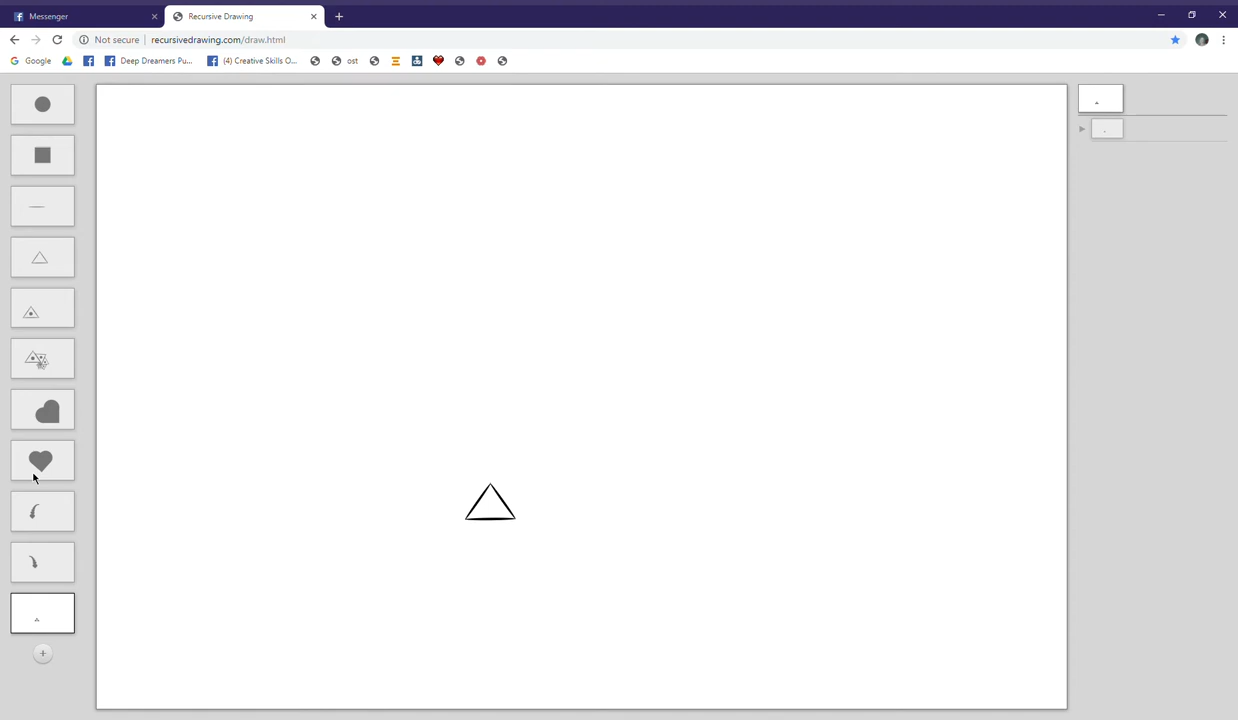 Messenger
Recursive Drawing
Not secure recursivedrawing.com/draw.html
Google Deep Dreamers Pu... (4) Creative Skills O... ost